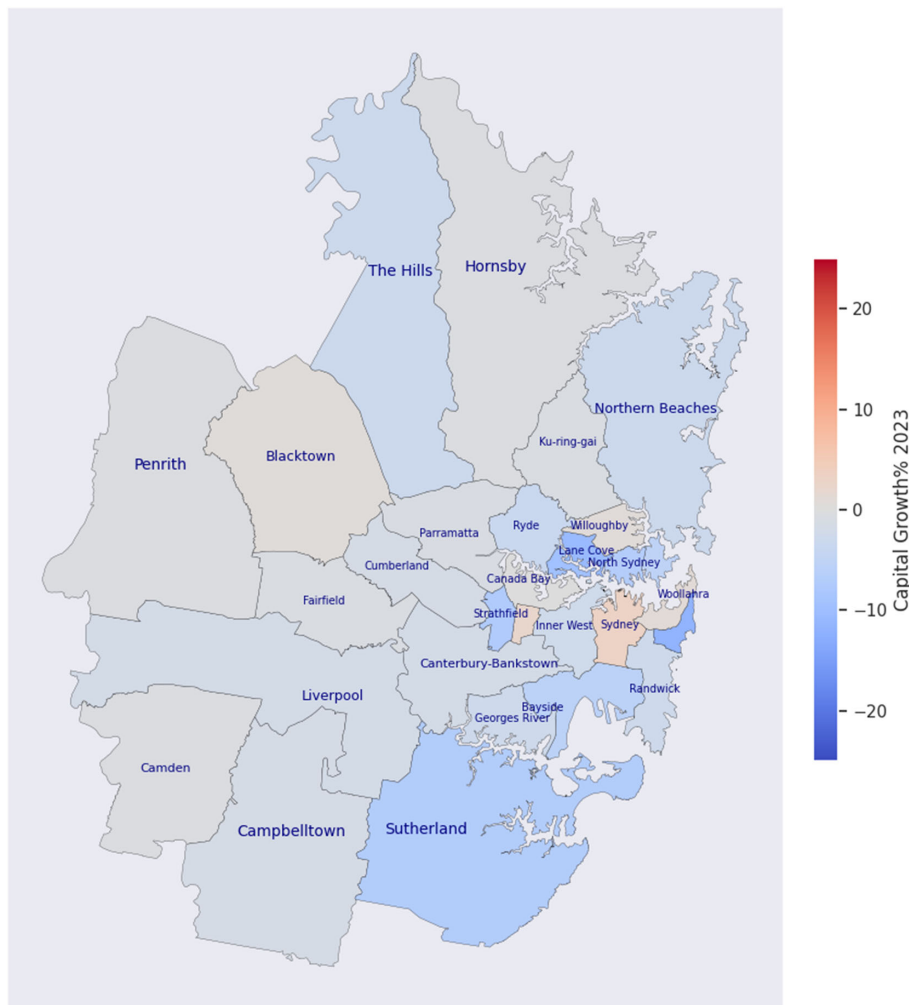 The Hills
Hornsby
Northern Beaches
Ku-ring-gai
Blacktown
Penrith
Ryde
Willoughby
Parramatta
Lane Cove
North Sydney
Cumberland
Canada Bay
Woollahra
Fairfield
Strathfield
Inner West
Sydney
Canterbury-Bankstown
Randwick
Liverpool
Bayside
Georges River
Camden
Campbelltown
Sutherland
20
10
0
−10
−20
Capital Growth% 2023